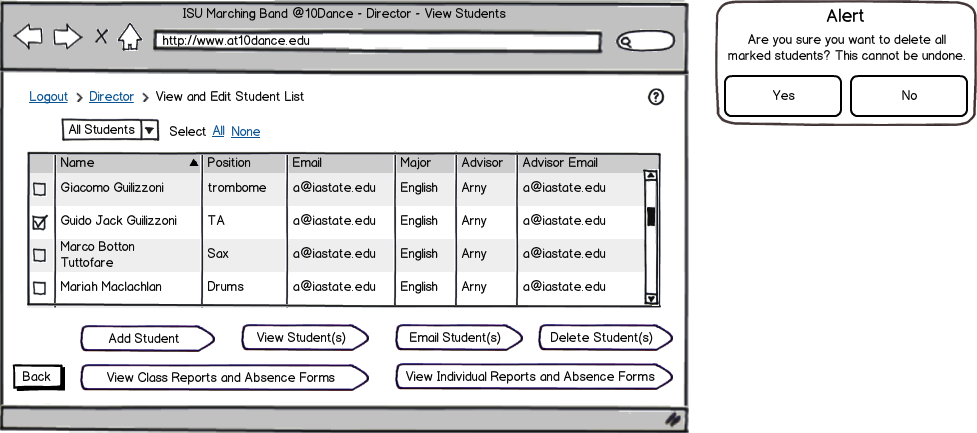 ISU Marching Band @10Dance - Director - View Students
http://www.at10dance.edu
Logout > Director > View and Edit Student List
?
All Students Select All None
Name Position Email Major Advisor Advisor Email
Giacomo Guilizzoni trombome a@iastate.edu English Arny a@iastate.edu
Guido Jack Guilizzoni TA a@iastate.edu English Arny a@iastate.edu
Marco Botton
Tuttofare Sax a@iastate.edu English Arny a@iastate.edu
Mariah Maclachlan Drums a@iastate.edu English Arny a@iastate.edu
Add Student View Student(s) Email Student(s) Delete Student(s)
Back View Class Reports and Absence Forms View Individual Reports and Absence Forms
Alert
Are you sure you want to delete all
marked students? This cannot be undone.
Yes No